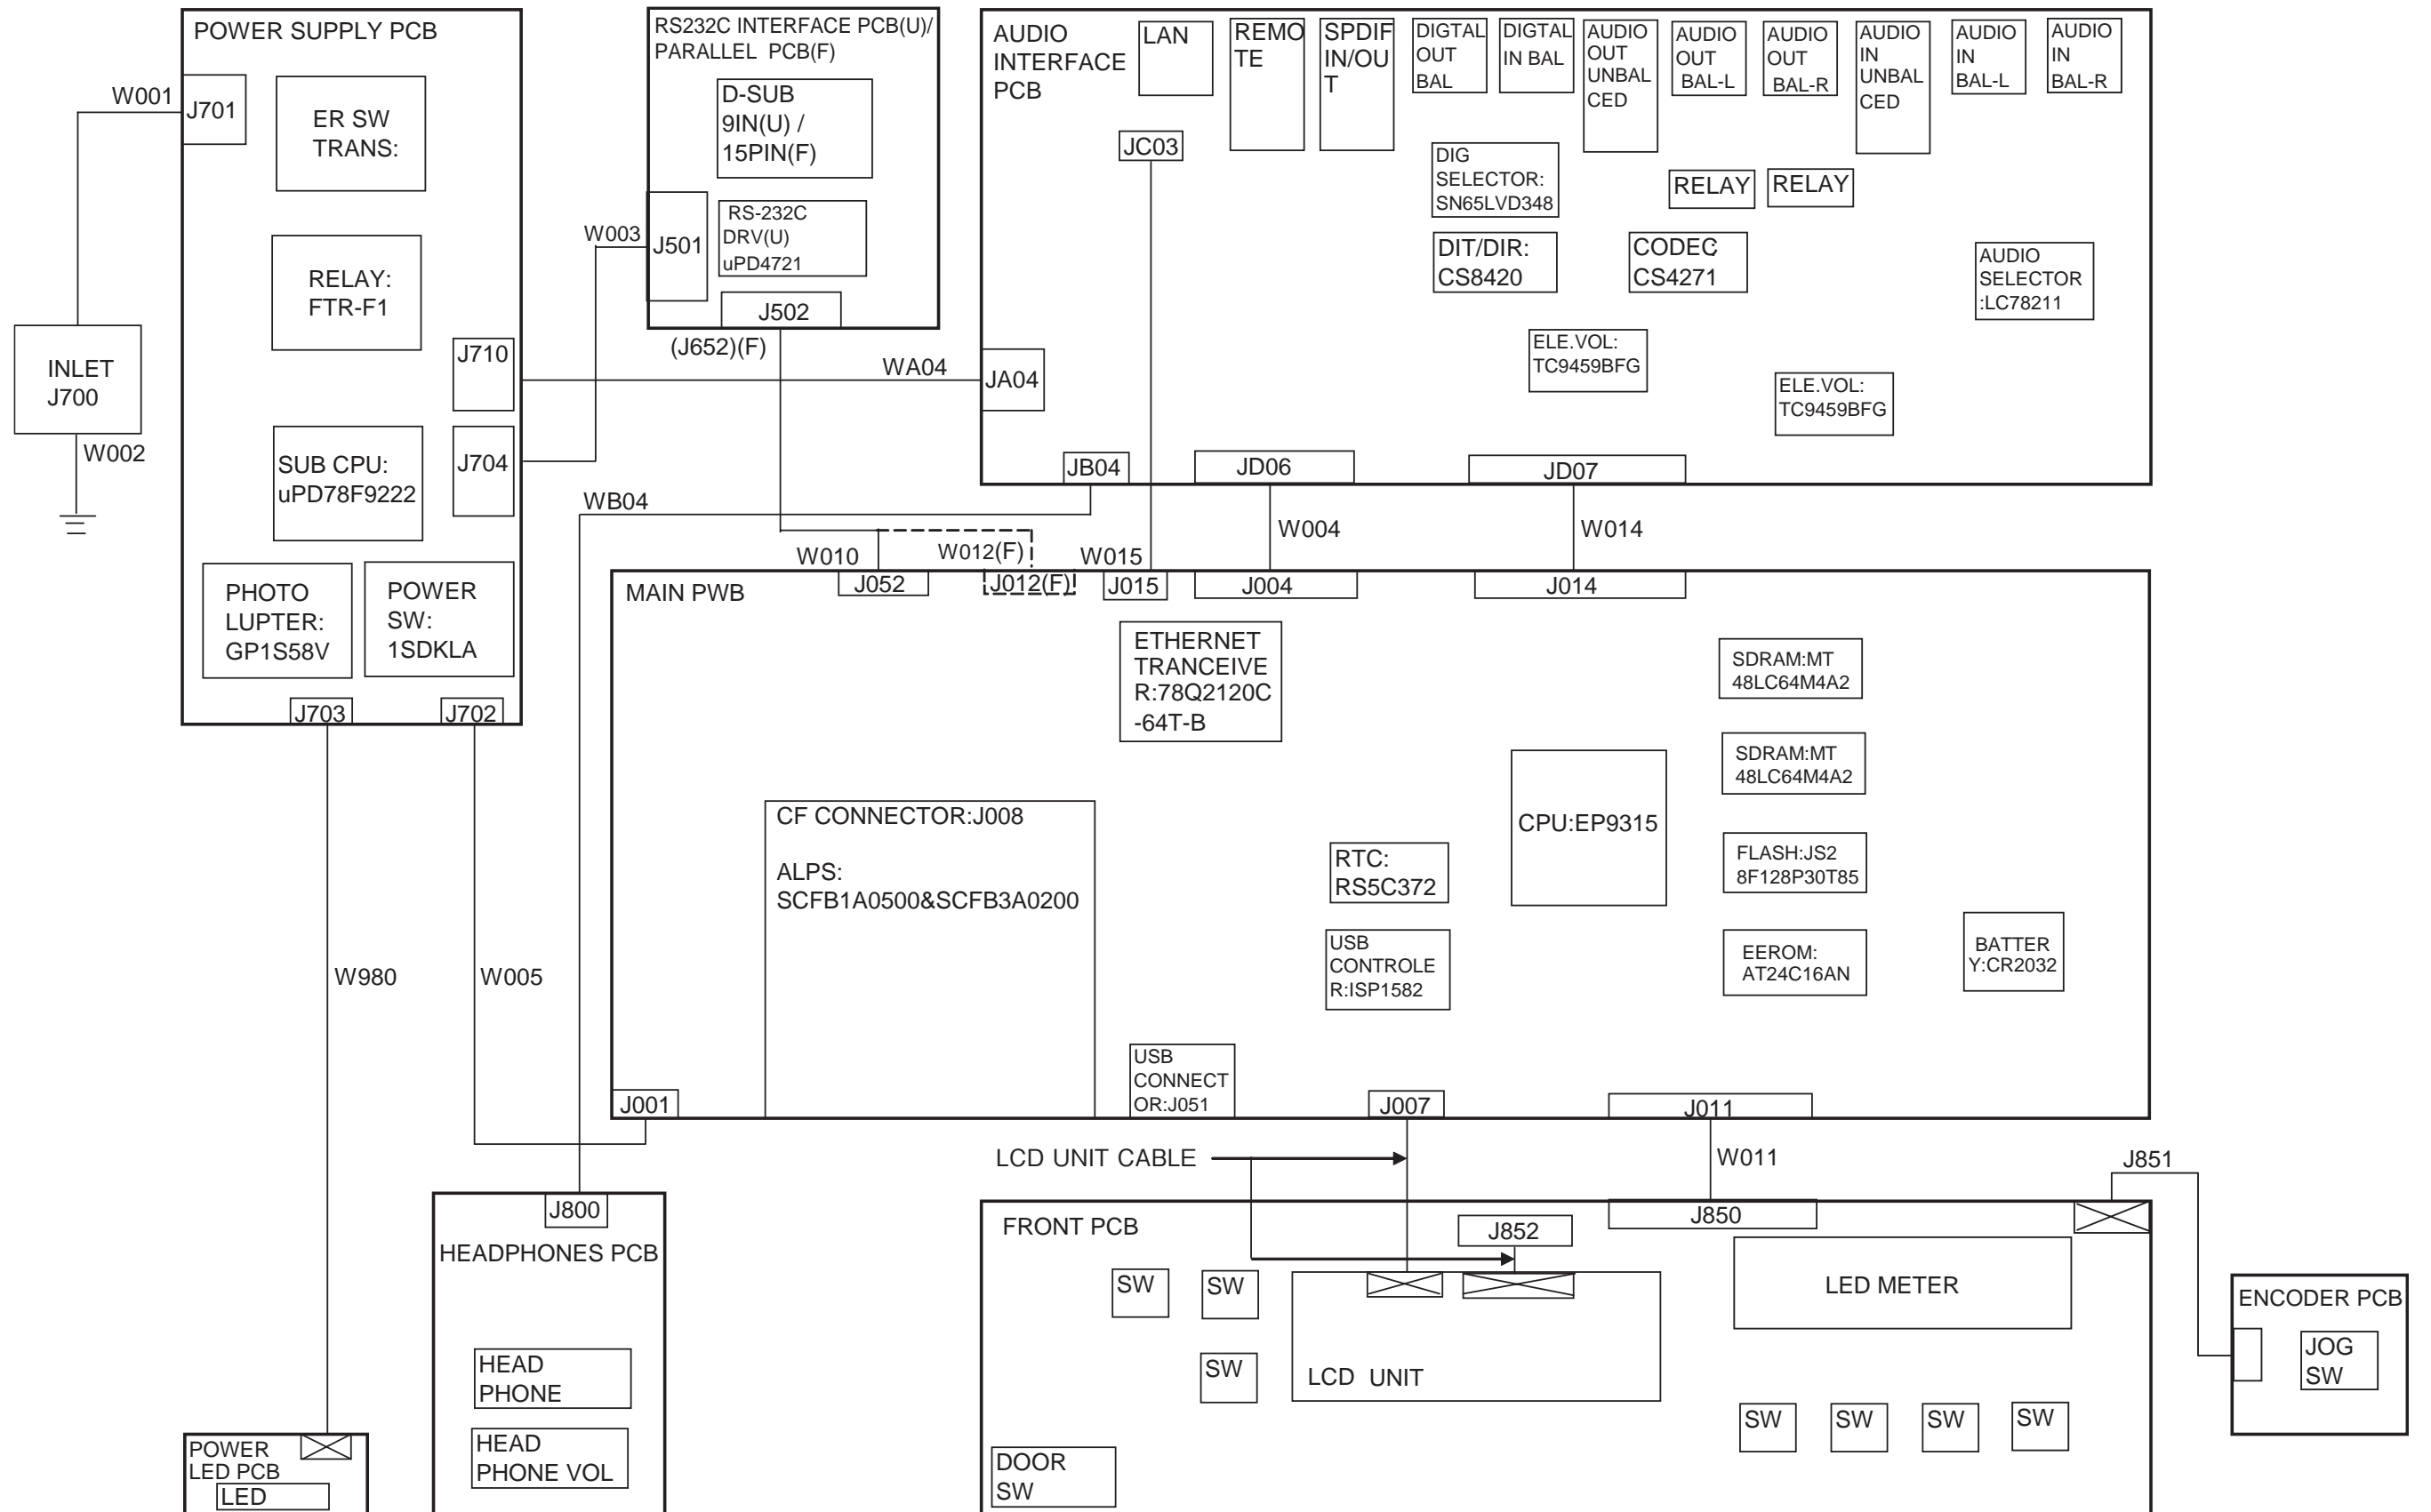 POWER SUPPLY PCB
W001
J701
ER SW
TRANS:
RELAY:
FTR-F1
J710
INLET
J700
W002
SUB CPU:
uPD78F9222
J704
PHOTO
LUPTER:
GP1S58V
POWER
SW:
1SDKLA
J703
J702
RS232C INTERFACE PCB(U)/
PARALLEL PCB(F)
D-SUB
9IN(U) /
15PIN(F)
W003
J501
RS-232C
DRV(U)
uPD4721
J502
(J652)(F)
WA04
WB04
AUDIO
INTERFACE
PCB
LAN
REMO
TE
SPDIF
IN/OU
T
DIGTAL
OUT
BAL
DIGTAL
IN BAL
AUDIO
OUT
UNBAL
CED
AUDIO
OUT
BAL-L
AUDIO
OUT
BAL-R
AUDIO
IN
UNBAL
CED
AUDIO
IN
BAL-L
AUDIO
IN
BAL-R
JC03
DIG
SELECTOR:
SN65LVD348
RELAY
RELAY
DIT/DIR:
CS8420
CODEC:
CS4271
AUDIO
SELECTOR
:LC78211
ELE.VOL:
TC9459BFG
ELE.VOL:
TC9459BFG
JA04
JB04
JD06
JD07
W010
W012(F)
W015
W004
W014
MAIN PWB
J052
J012(F)
J015
J004
J014
ETHERNET
TRANCEIVE
R:78Q2120C
-64T-B
SDRAM:MT
48LC64M4A2
SDRAM:MT
48LC64M4A2
CPU:EP9315
CF CONNECTOR:J008
ALPS:
SCFB1A0500&SCFB3A0200
RTC:
RS5C372
FLASH:JS2
8F128P30T85
USB
CONTROLE
R:ISP1582
EEROM:
AT24C16AN
BATTER
Y:CR2032
W980
W005
USB
CONNECT
OR:J051
J001
J007
J011
LCD UNIT CABLE
W011
J851
J800
HEADPHONES PCB
HEAD
PHONE
HEAD
PHONE VOL
POWER
LED PCB
LED
FRONT PCB
J852
J850
SW
SW
SW
LCD UNIT
LED METER
SW
SW
SW
SW
DOOR
SW
ENCODER PCB
JOG
SW